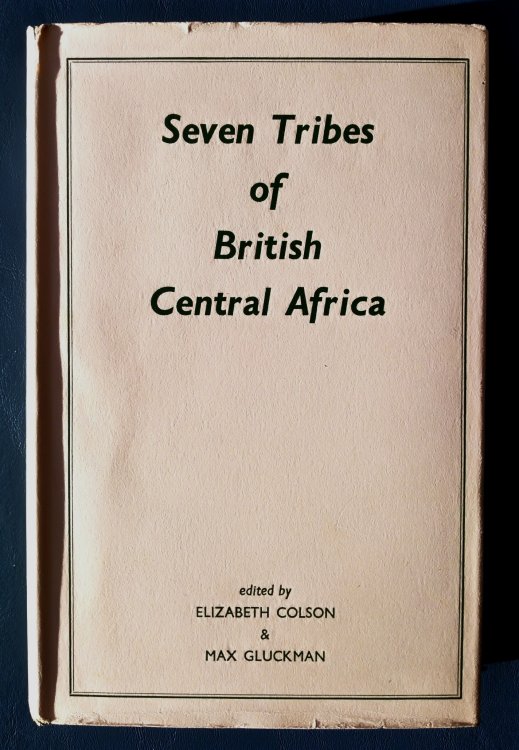 Seven Tribes
of
British
Central Africa
edited by
ELIZABETH COLSON
&
MAX GLUCKMAN